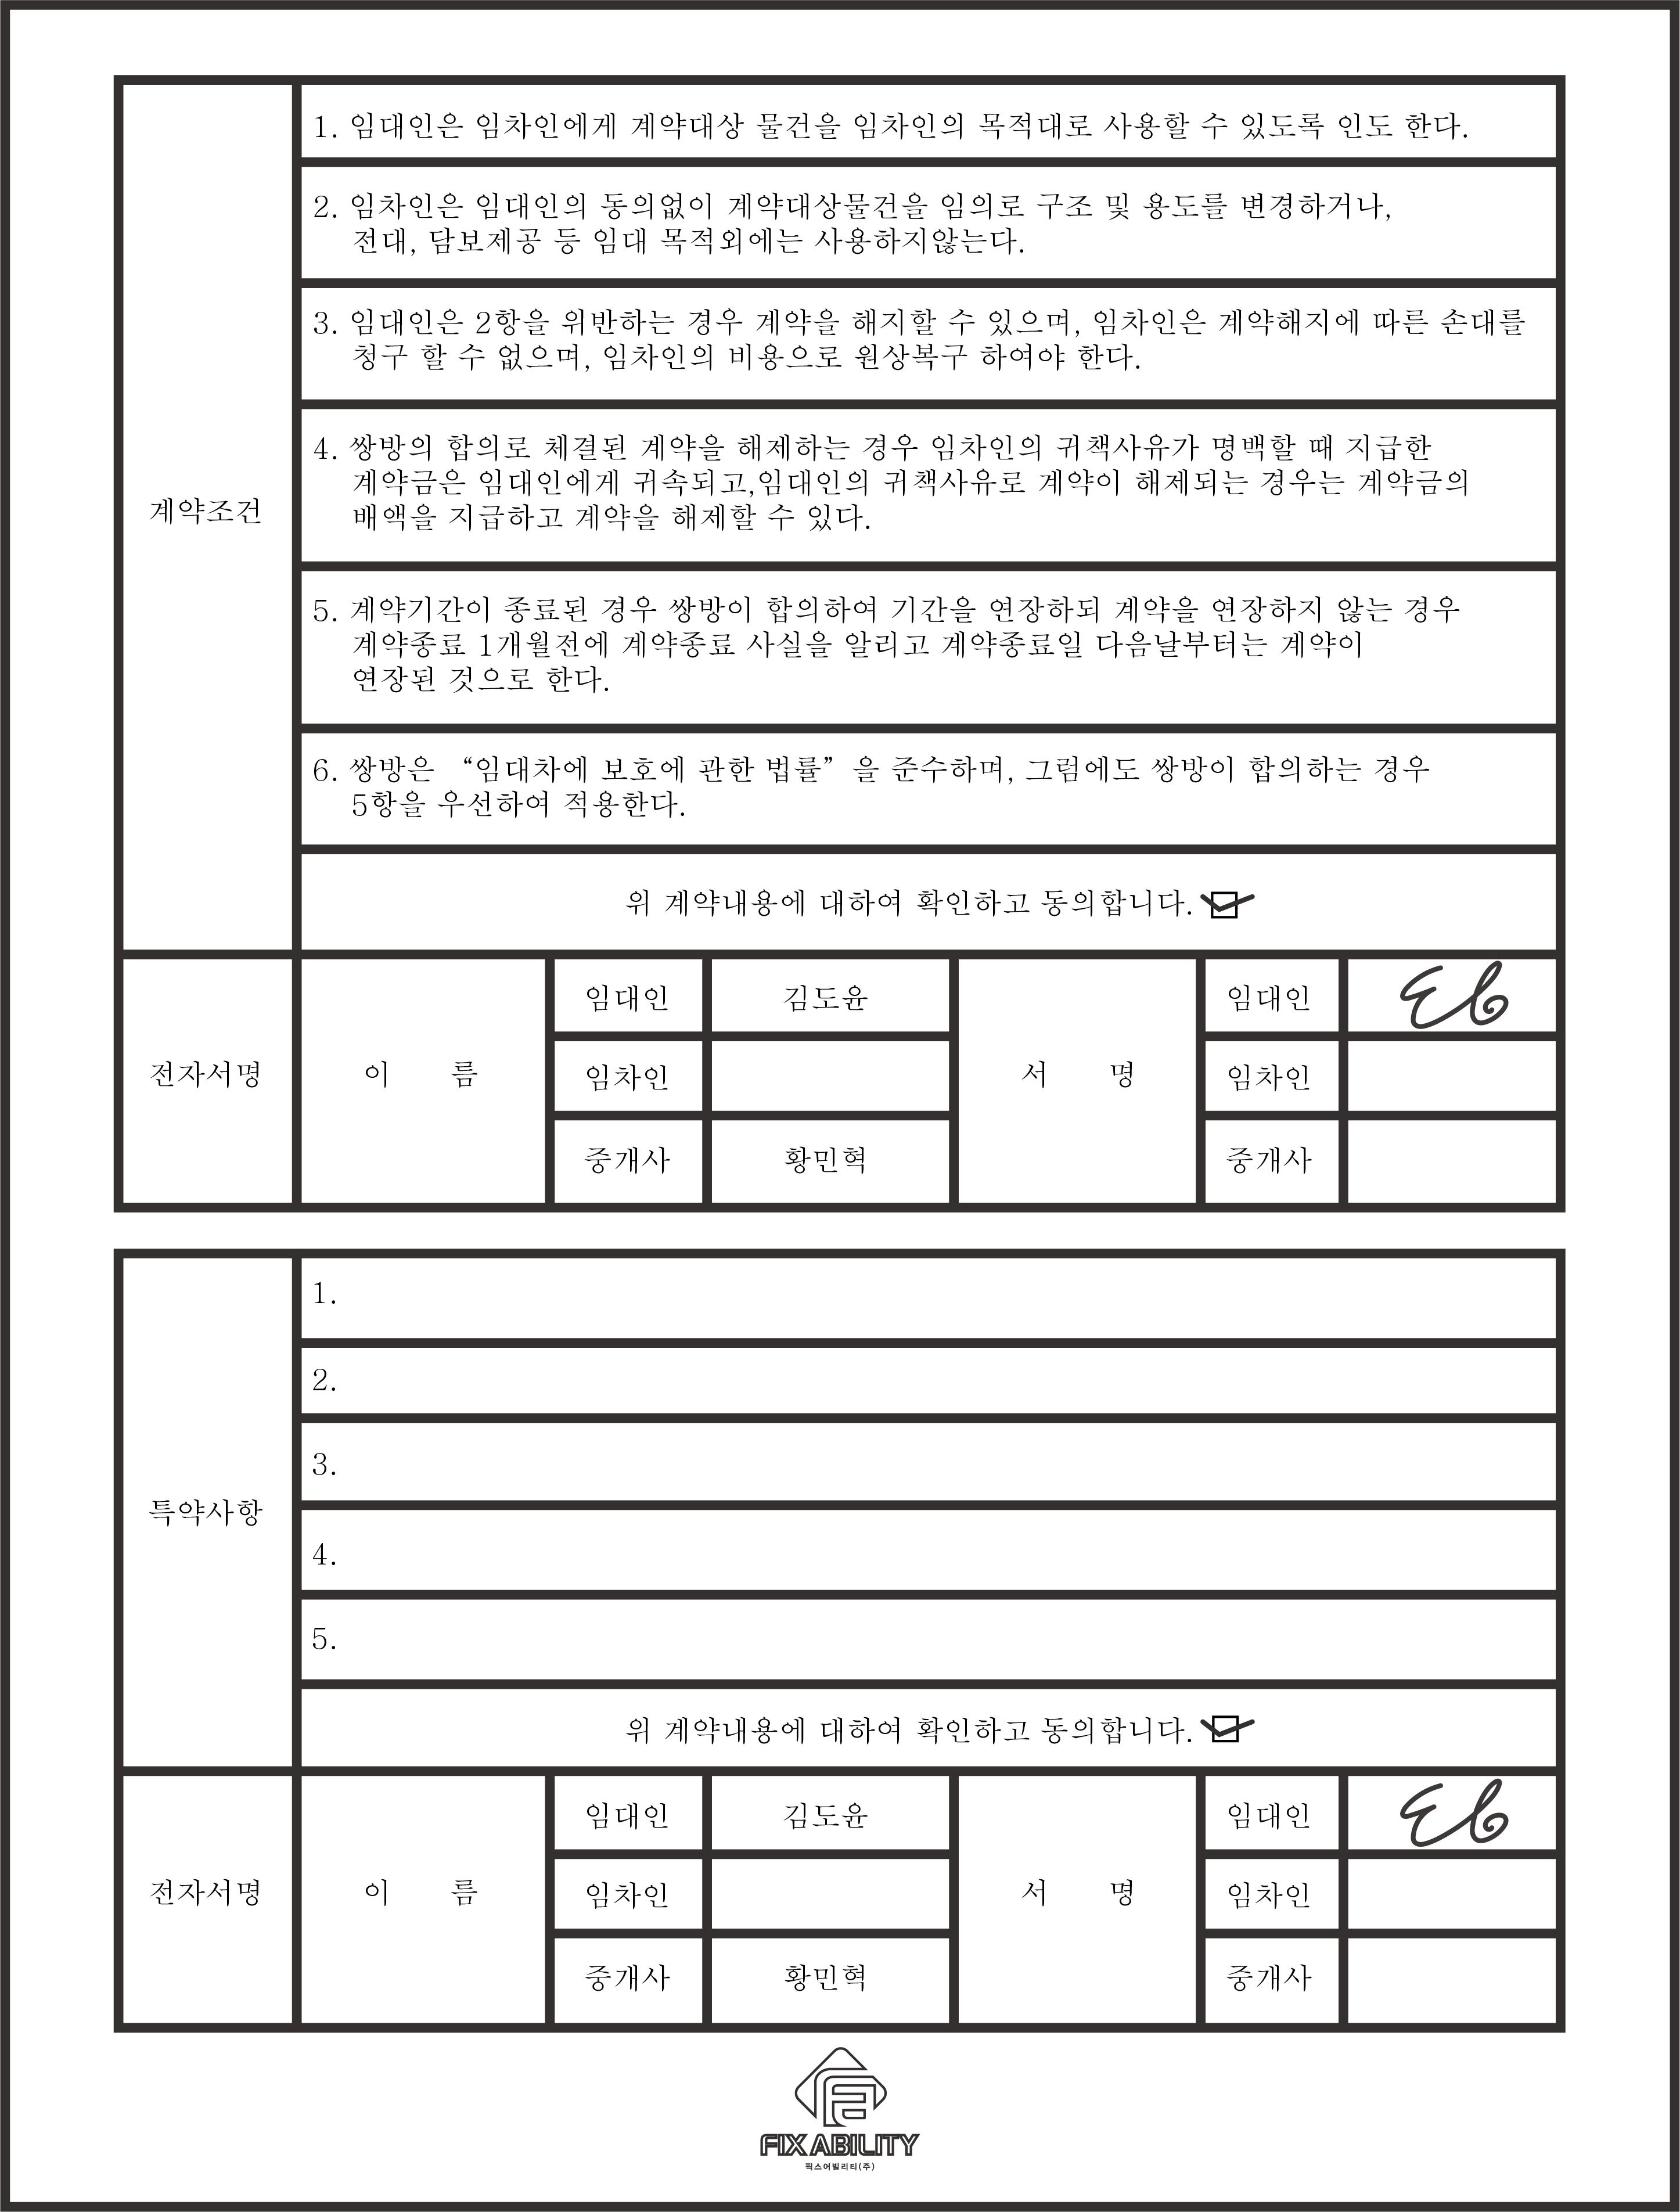 계약조건
1. 임대인은 임차인에게 계약대상 물건을 임차인의 목적대로 사용할 수 있도록 인도 한다.
2. 임차인은 임대인의 동의없이 계약대상물건을 임의로 구조 및 용도를 변경하거나,
전대, 담보제공 등 임대 목적외에는 사용하지않는다.
3. 임대인은 2항을 위반하는 경우 계약을 해지할 수 있으며, 임차인은 계약해지에 따른 손대를
청구 할 수 없으며, 임차인의 비용으로 원상복구 하여야 한다.
4. 쌍방의 합의로 체결된 계약을 해제하는 경우 임차인의 귀책사유가 명백할 때 지급한
계약금은 임대인에게 귀속되고,임대인의 귀책사유로 계약이 해제되는 경우는 계약금의
배액을 지급하고 계약을 해제할 수 있다.
5. 계약기간이 종료된 경우 쌍방이 합의하여 기간을 연장하되 계약을 연장하지 않는 경우
계약종료 1개월전에 계약종료 사실을 알리고 계약종료일 다음날부터는 계약이
연장된 것으로 한다.
6. 쌍방은 “임대차에 보호에 관한 법률” 을 준수하며, 그럼에도 쌍방이 합의하는 경우
5항을 우선하여 적용한다.
위 계약내용에 대하여 확인하고 동의합니다.
전자서명
이 름
임대인 김도윤
임차인
중개사 황민혁
서 명
임대인
임차인
중개사
특약사항
1.
2.
3.
4.
5.
위 계약내용에 대하여 확인하고 동의합니다.
전자서명
이 름
임대인 김도윤
임차인
중개사 황민혁
서 명
임대인
임차인
중개사
FIXABILITY
픽스어빌리티(주)